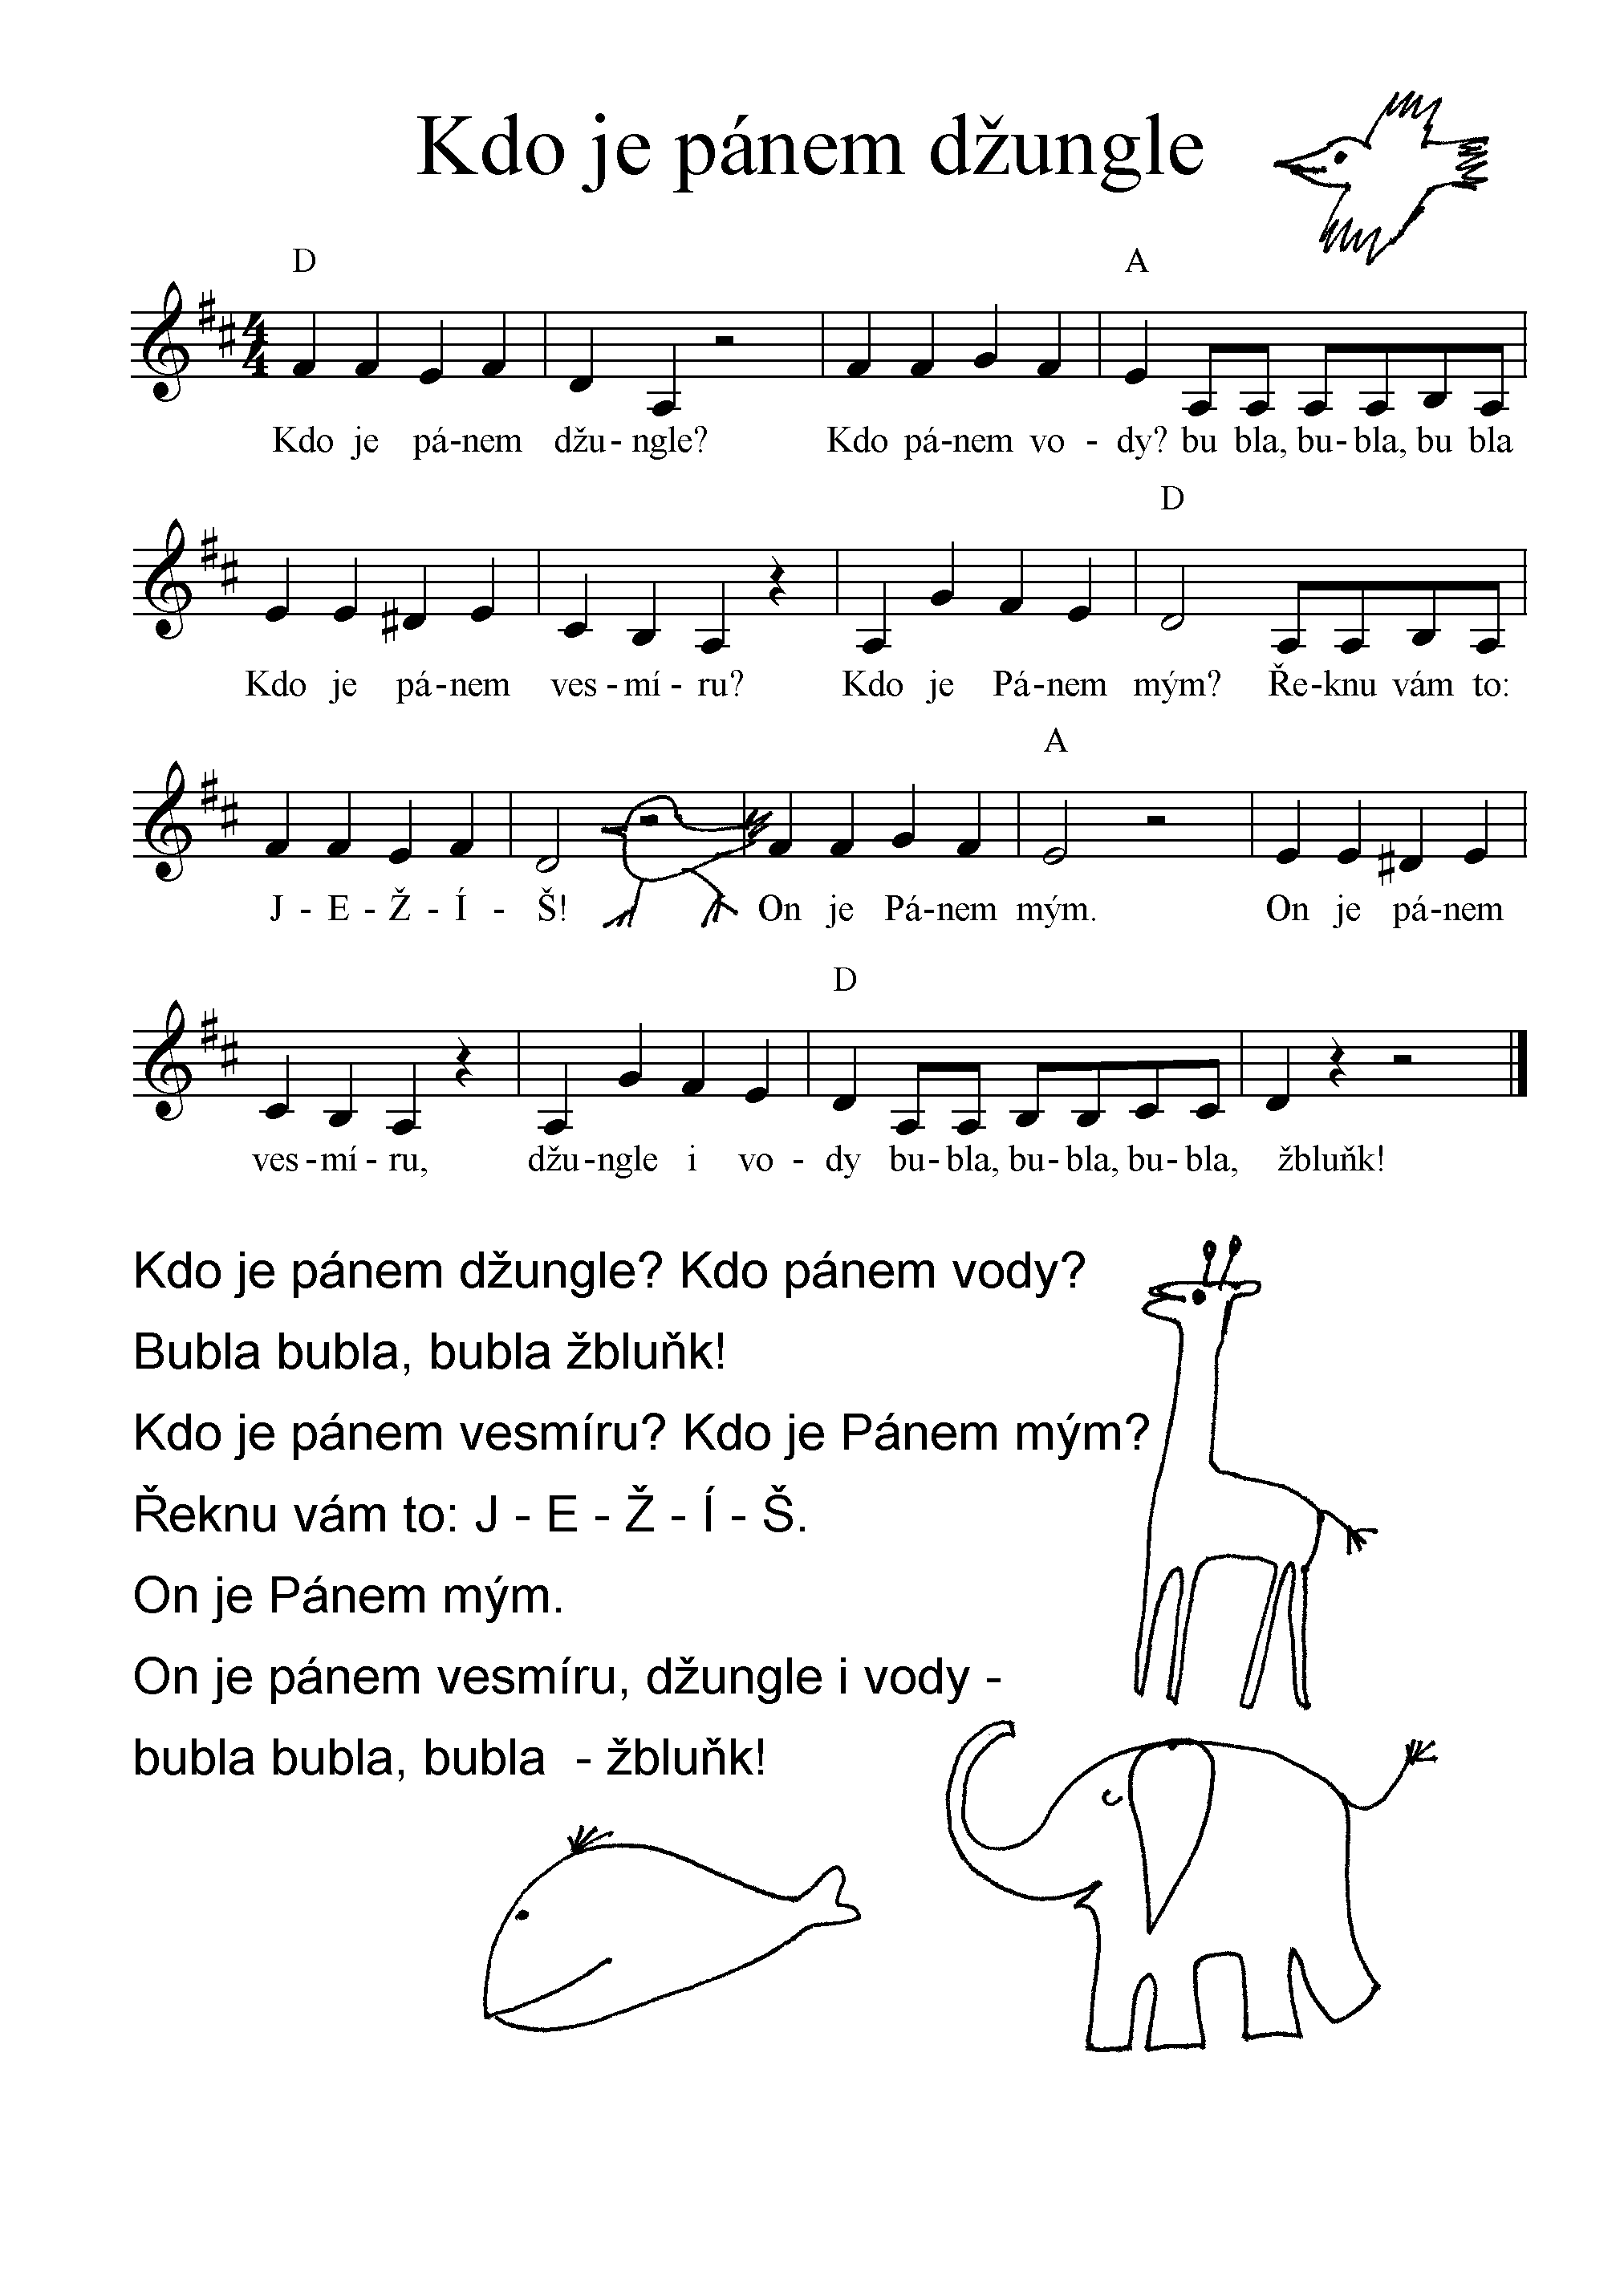 Kdo je pánem džungle
D A
Kdo je pá-nem džu-ngle? Kdo pá-nem vo - dy? bu bla, bu-bla, bu bla
D
Kdo je pá-nem ves-mí-ru? Kdo je Pá-nem mým? Ře-knu vám to:
A
J - E - Ž - Í - Š! On je Pá-nem mým. On je pá-nem
D
ves-mí-ru, džu-ngle i vo - dy bu-bla, bu-bla, bu-bla, žbluňk!
Kdo je pánem džungle? Kdo pánem vody?
Bubla bubla, bubla žbluňk!
Kdo je pánem vesmíru? Kdo je Pánem mým?
Řeknu vám to: J - E - Ž - Í - Š.
On je Pánem mým.
On je pánem vesmíru, džungle i vody -
bubla bubla, bubla - žbluňk!